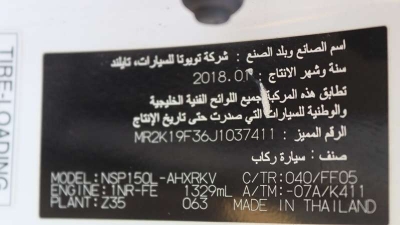 اسم الصانع وبلد الصنع : شركة تويوتا للسيارات، تايلند
سنة وشهر الانتاج : 2018.01
تطابق هذه المركبة جميع اللوائح الفنية الخليجية
والوطنية للسيارات التي صدرت حتى تاريخ الإنتاج
الرقم المميز : MR2K19F36J1037411
صنف : سيارة ركاب
MODEL:NSP150L-AHXRKV C/TR:040/FF05
ENGINE:1NR-FE 1329ml A/TM:-07A/K411
PLANT:Z35 063 MADE IN THAILAND
TIRE-LOADING